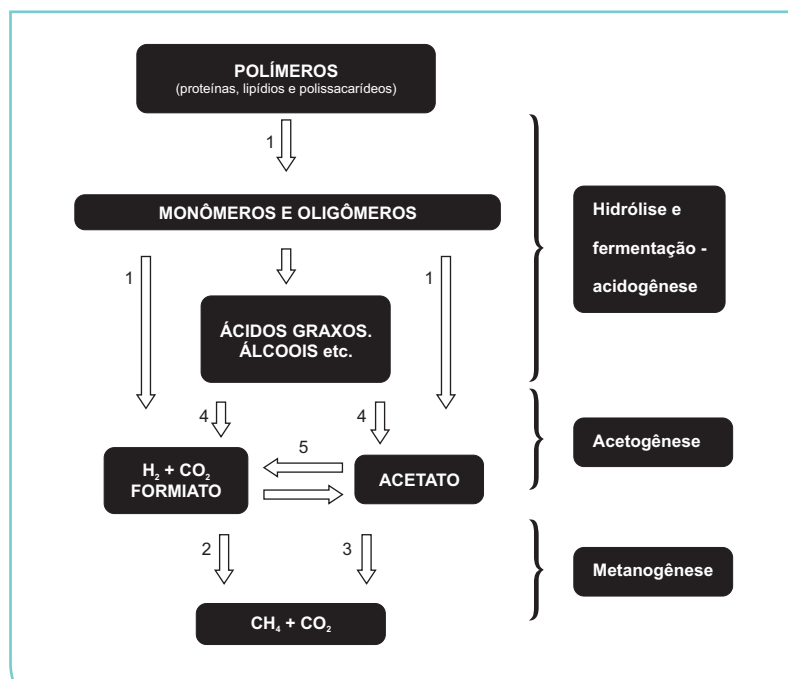 POLÍMEROS
(proteínas, lipídios e polissacarídeos)
1
MONÔMEROS E OLIGÔMEROS
Hidrólise e
fermentação -
acidogênese
1
1
ÁCIDOS GRAXOS.
ÁLCOOIS etc.
4
4
Acetogênese
5
H₂ + CO₂
FORMIATO
ACETATO
2
3
Metanogênese
CH₄ + CO₂